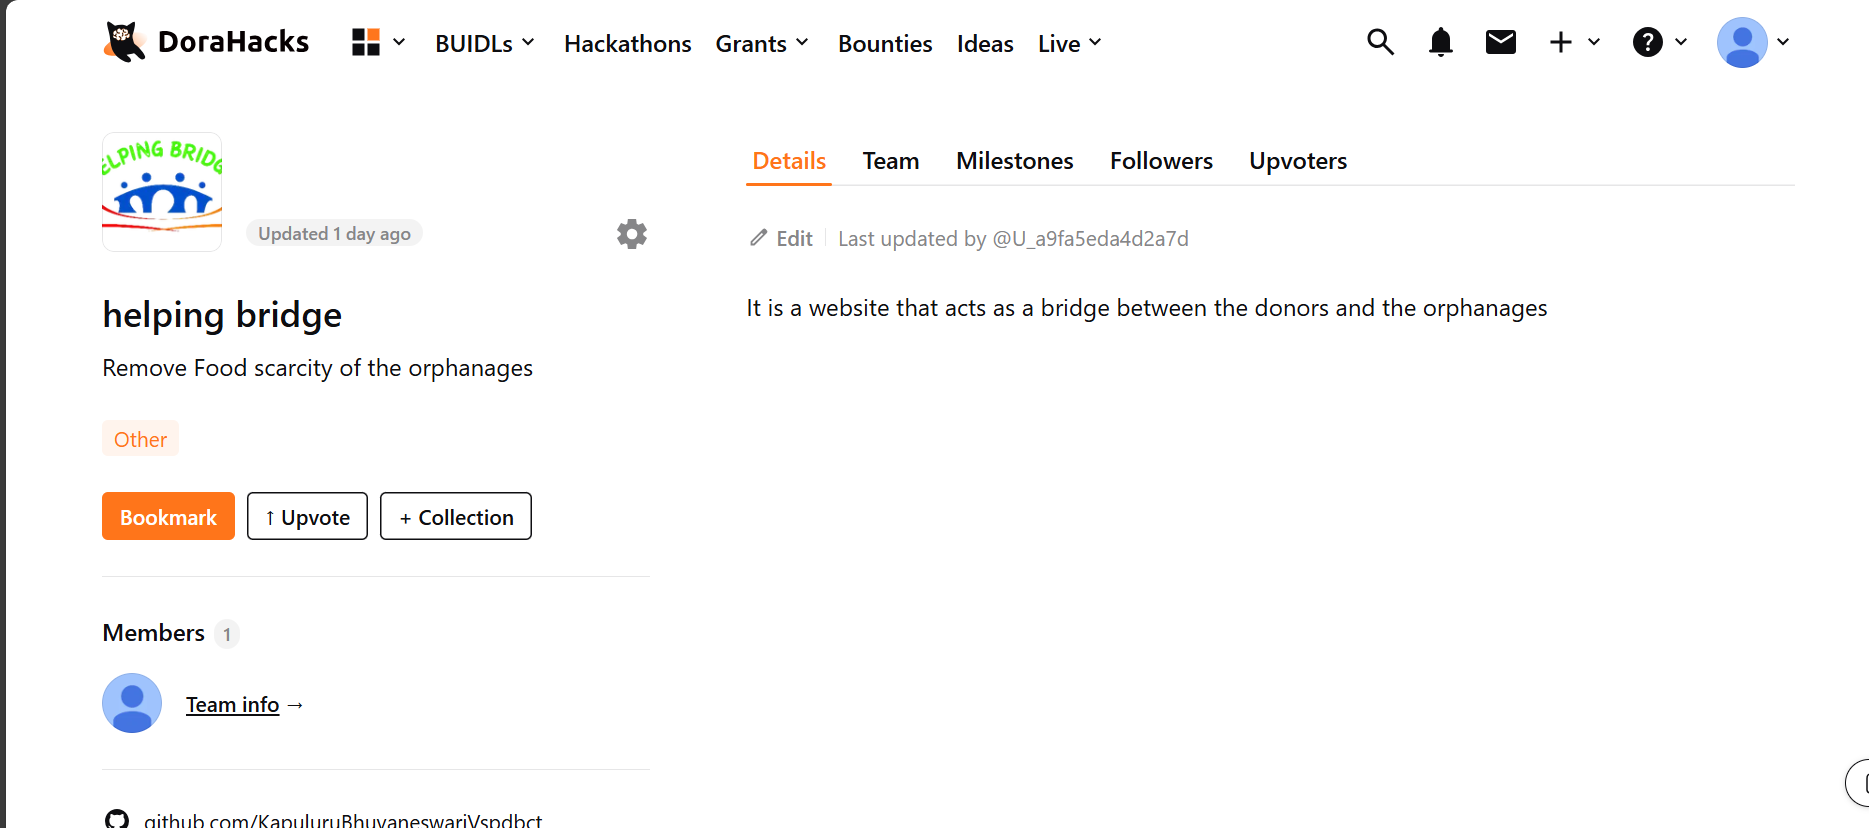 DoraHacks
BUIDLs
Hackathons
Grants
Bounties
Ideas
Live
ELPING BRIDG
Updated 1 day ago
helping bridge
Remove Food scarcity of the orphanages
Other
Bookmark
↑ Upvote
+ Collection
Members 1
Team info →
github.com/KapuluruBhuvaneswariVspdbct
Details
Team
Milestones
Followers
Upvoters
Edit
Last updated by @U_a9fa5eda4d2a7d
It is a website that acts as a bridge between the donors and the orphanages